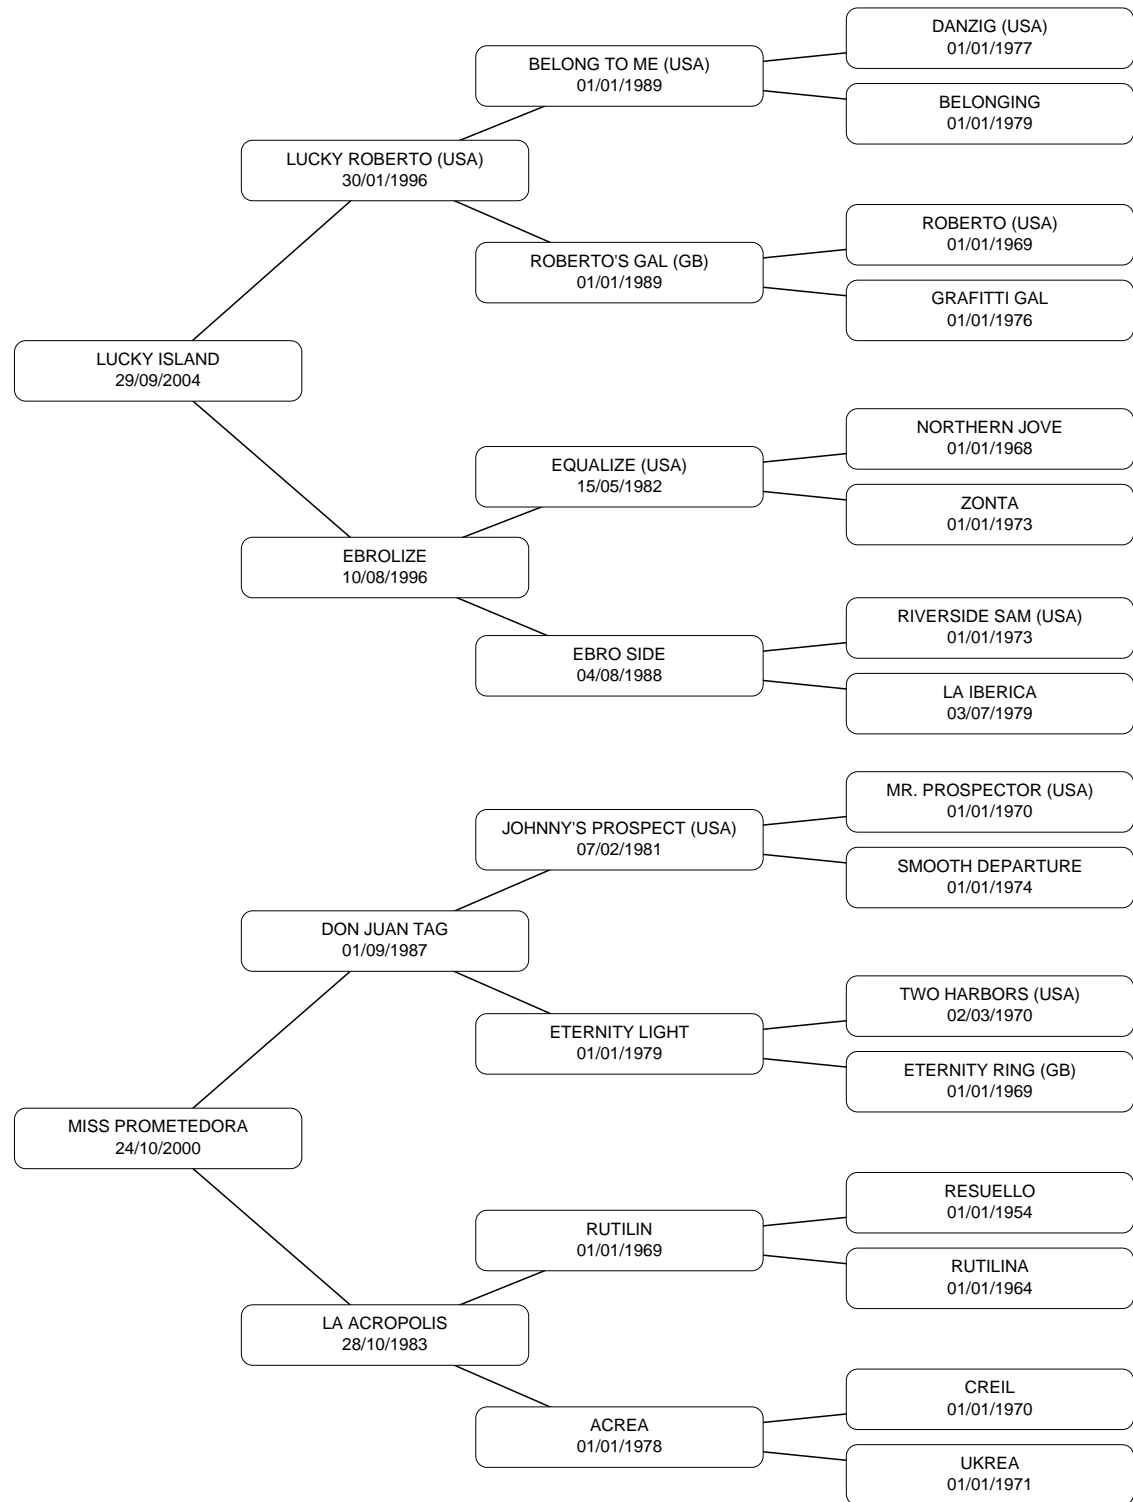 DANZIG (USA)
01/01/1977
BELONG TO ME (USA)
01/01/1989
BELONGING
01/01/1979
LUCKY ROBERTO (USA)
30/01/1996
ROBERTO (USA)
01/01/1969
ROBERTO'S GAL (GB)
01/01/1989
GRAFITTI GAL
01/01/1976
LUCKY ISLAND
29/09/2004
NORTHERN JOVE
01/01/1968
EQUALIZE (USA)
15/05/1982
ZONTA
01/01/1973
EBROLIZE
10/08/1996
RIVERSIDE SAM (USA)
01/01/1973
EBRO SIDE
04/08/1988
LA IBERICA
03/07/1979
MR. PROSPECTOR (USA)
01/01/1970
JOHNNY'S PROSPECT (USA)
07/02/1981
SMOOTH DEPARTURE
01/01/1974
DON JUAN TAG
01/09/1987
TWO HARBORS (USA)
02/03/1970
ETERNITY LIGHT
01/01/1979
ETERNITY RING (GB)
01/01/1969
MISS PROMETEDORA
24/10/2000
RESUELLO
01/01/1954
RUTILIN
01/01/1969
RUTILINA
01/01/1964
LA ACROPOLIS
28/10/1983
CREIL
01/01/1970
ACREA
01/01/1978
UKREA
01/01/1971